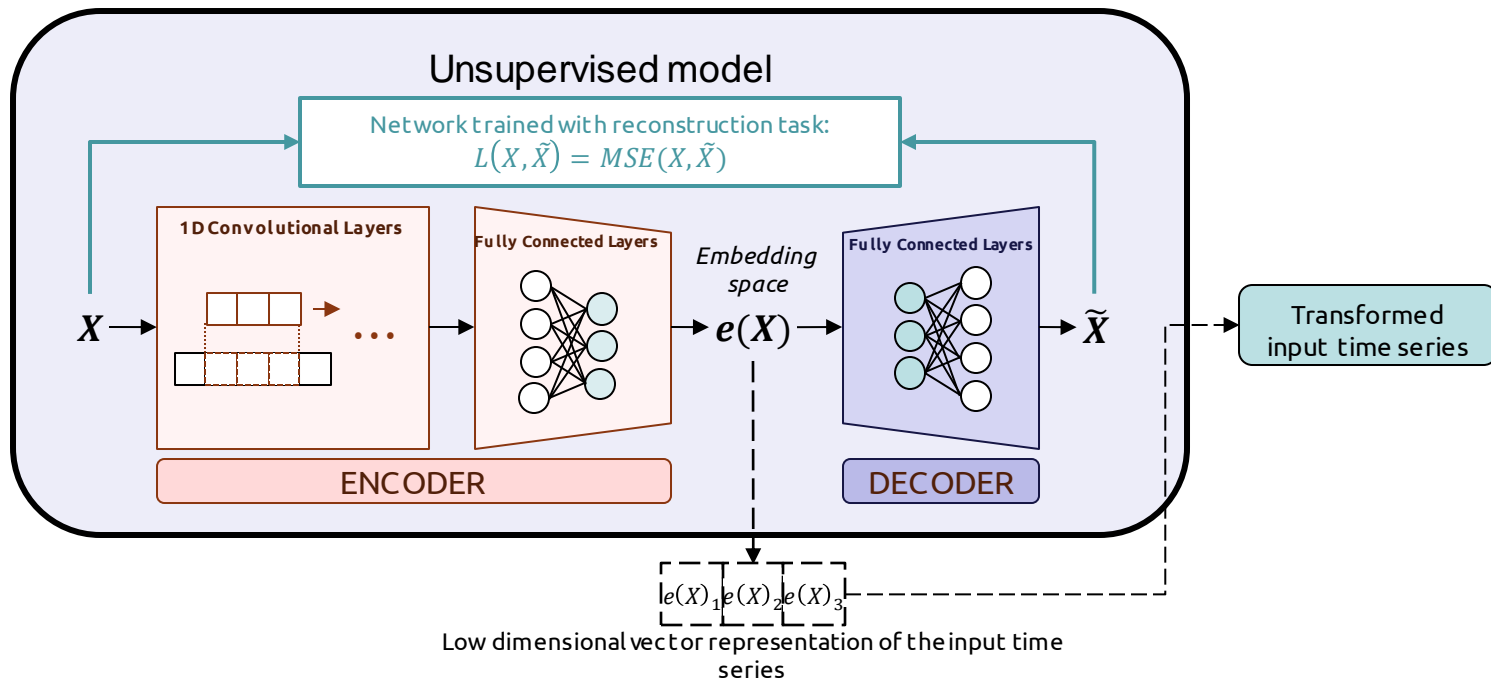 Unsupervised model
Network trained with reconstruction task:
L(X, X̃) = MSE(X, X̃)
1D Convolutional Layers
Fully Connected Layers
Embedding
space
Fully Connected Layers
X
...
e(X)
X̃
Transformed
input time series
ENCODER
DECODER
e(X)₁ e(X)₂ e(X)₃
Low dimensional vector representation of the input time
series